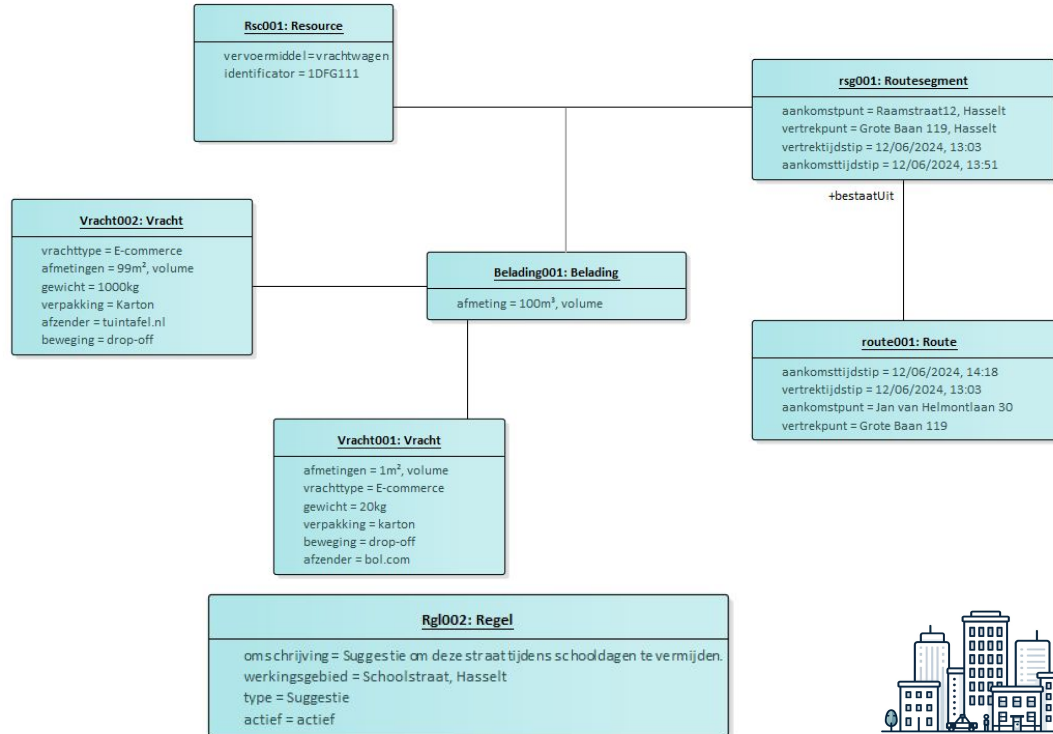 Rsc001: Resource
vervoermiddel=vrachtwagen
identificator = 1DFG111
rsg001: Routesegment
aankomstpunt = Raamstraat12, Hasselt
vertrekpunt = Grote Baan 119, Hasselt
vertrektijdstip = 12/06/2024, 13:03
aankomsttijdstip = 12/06/2024, 13:51
+bestaatUit
Vracht002: Vracht
vrachttype = E-commerce
afmetingen = 99m², volume
gewicht = 1000kg
verpakking = Karton
afzender = tuintafel.nl
beweging = drop-off
Belading001: Belading
afmeting = 100m³, volume
route001: Route
aankomsttijdstip = 12/06/2024, 14:18
vertrektijdstip = 12/06/2024, 13:03
aankomstpunt = Jan van Helmontlaan 30
vertrekpunt = Grote Baan 119
Vracht001: Vracht
afmetingen = 1m², volume
vrachttype = E-commerce
gewicht = 20kg
verpakking = karton
beweging = drop-off
afzender = bol.com
Rgl002: Regel
omschrijving = Suggestie om deze straat tijdens schooldagen te vermijden.
werkingsgebied = Schoolstraat, Hasselt
type = Suggestie
actief = actief